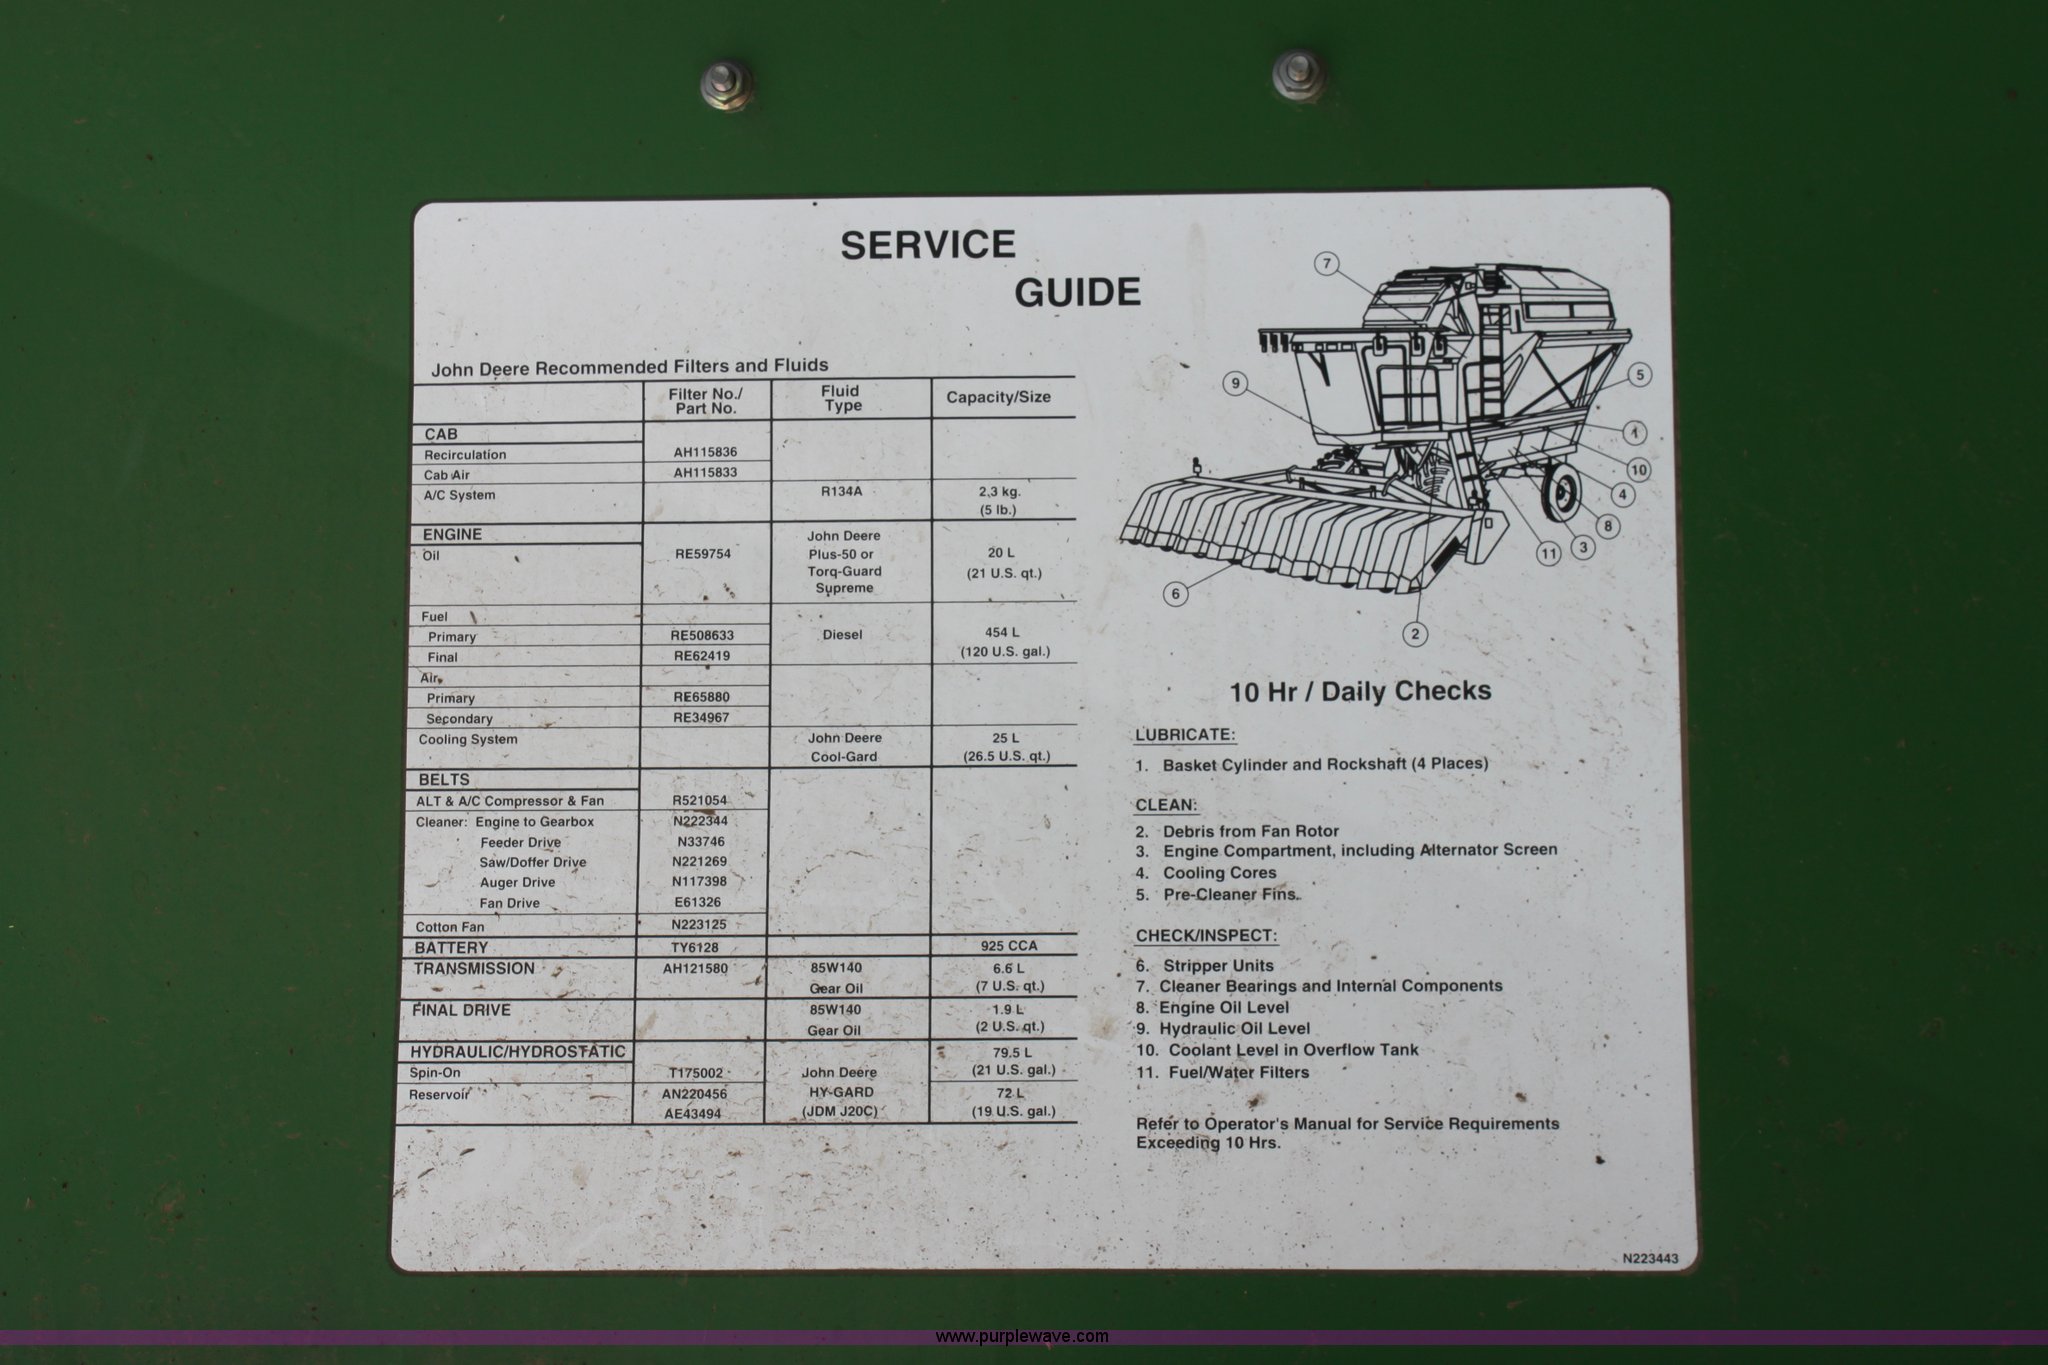 SERVICE
GUIDE
John Deere Recommended Filters and Fluids
Filter No./ Part No. Fluid Type Capacity/Size
CAB
Recirculation AH115836
Cab Air AH115833
A/C System R134A 2,3 kg. (5 lb.)
ENGINE
Oil RE59754 John Deere Plus-50 or Torq-Guard Supreme 20 L (21 U.S. qt.)
Fuel
Primary RE508633 Diesel 454 L
Final RE62419 (120 U.S. gal.)
Air
Primary RE65880
Secondary RE34967
Cooling System John Deere Cool-Gard 25 L (26.5 U.S. qt.)
BELTS
ALT & A/C Compressor & Fan R521054
Cleaner: Engine to Gearbox N222344
Feeder Drive N33746
Saw/Doffer Drive N221269
Auger Drive N117398
Fan Drive E61326
Cotton Fan N223125
BATTERY TY6128 925 CCA
TRANSMISSION AH121580 85W140 Gear Oil 6.6 L (7 U.S. qt.)
FINAL DRIVE 85W140 Gear Oil 1.9 L (2 U.S. qt.)
HYDRAULIC/HYDROSTATIC 79.5 L
Spin-On T175002 John Deere (21 U.S. gal.)
Reservoir AN220456 HY-GARD 72 L
AE43494 (JDM J20C) (19 U.S. gal.)
7
9
5
1
10
4
8
3
11
6
2
10 Hr / Daily Checks
LUBRICATE:
1. Basket Cylinder and Rockshaft (4 Places)
CLEAN:
2. Debris from Fan Rotor
3. Engine Compartment, including Alternator Screen
4. Cooling Cores
5. Pre-Cleaner Fins.
CHECK/INSPECT:
6. Stripper Units
7. Cleaner Bearings and Internal Components
8. Engine Oil Level
9. Hydraulic Oil Level
10. Coolant Level in Overflow Tank
11. Fuel/Water Filters
Refer to Operator's Manual for Service Requirements
Exceeding 10 Hrs.
N223443
www.purplewave.com